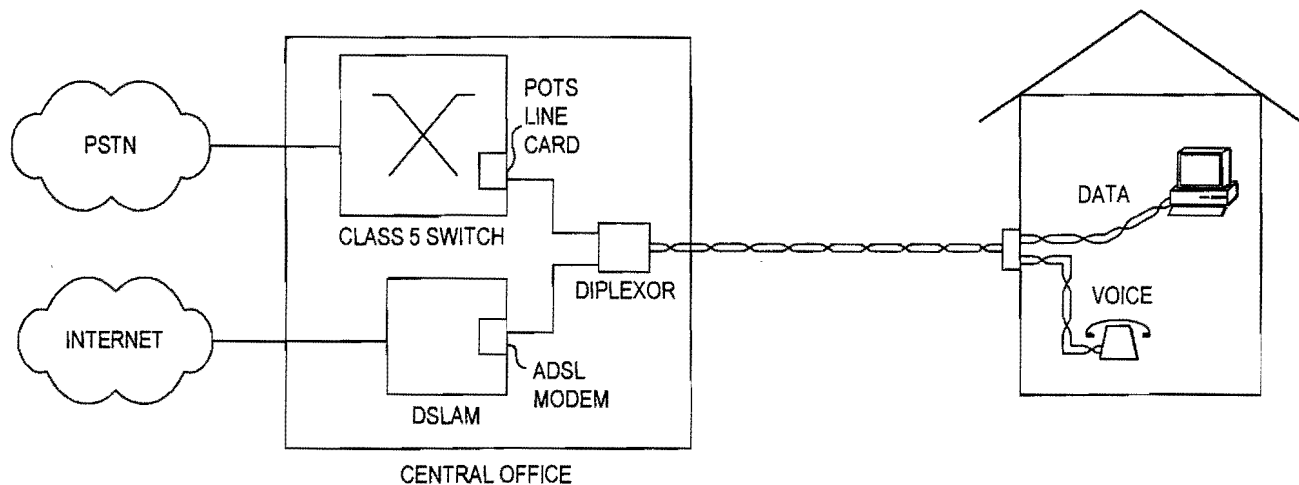 PSTN
POTS
LINE
CARD
CLASS 5 SWITCH
INTERNET
DIPLEXOR
ADSL
MODEM
DSLAM
CENTRAL OFFICE
DATA
VOICE